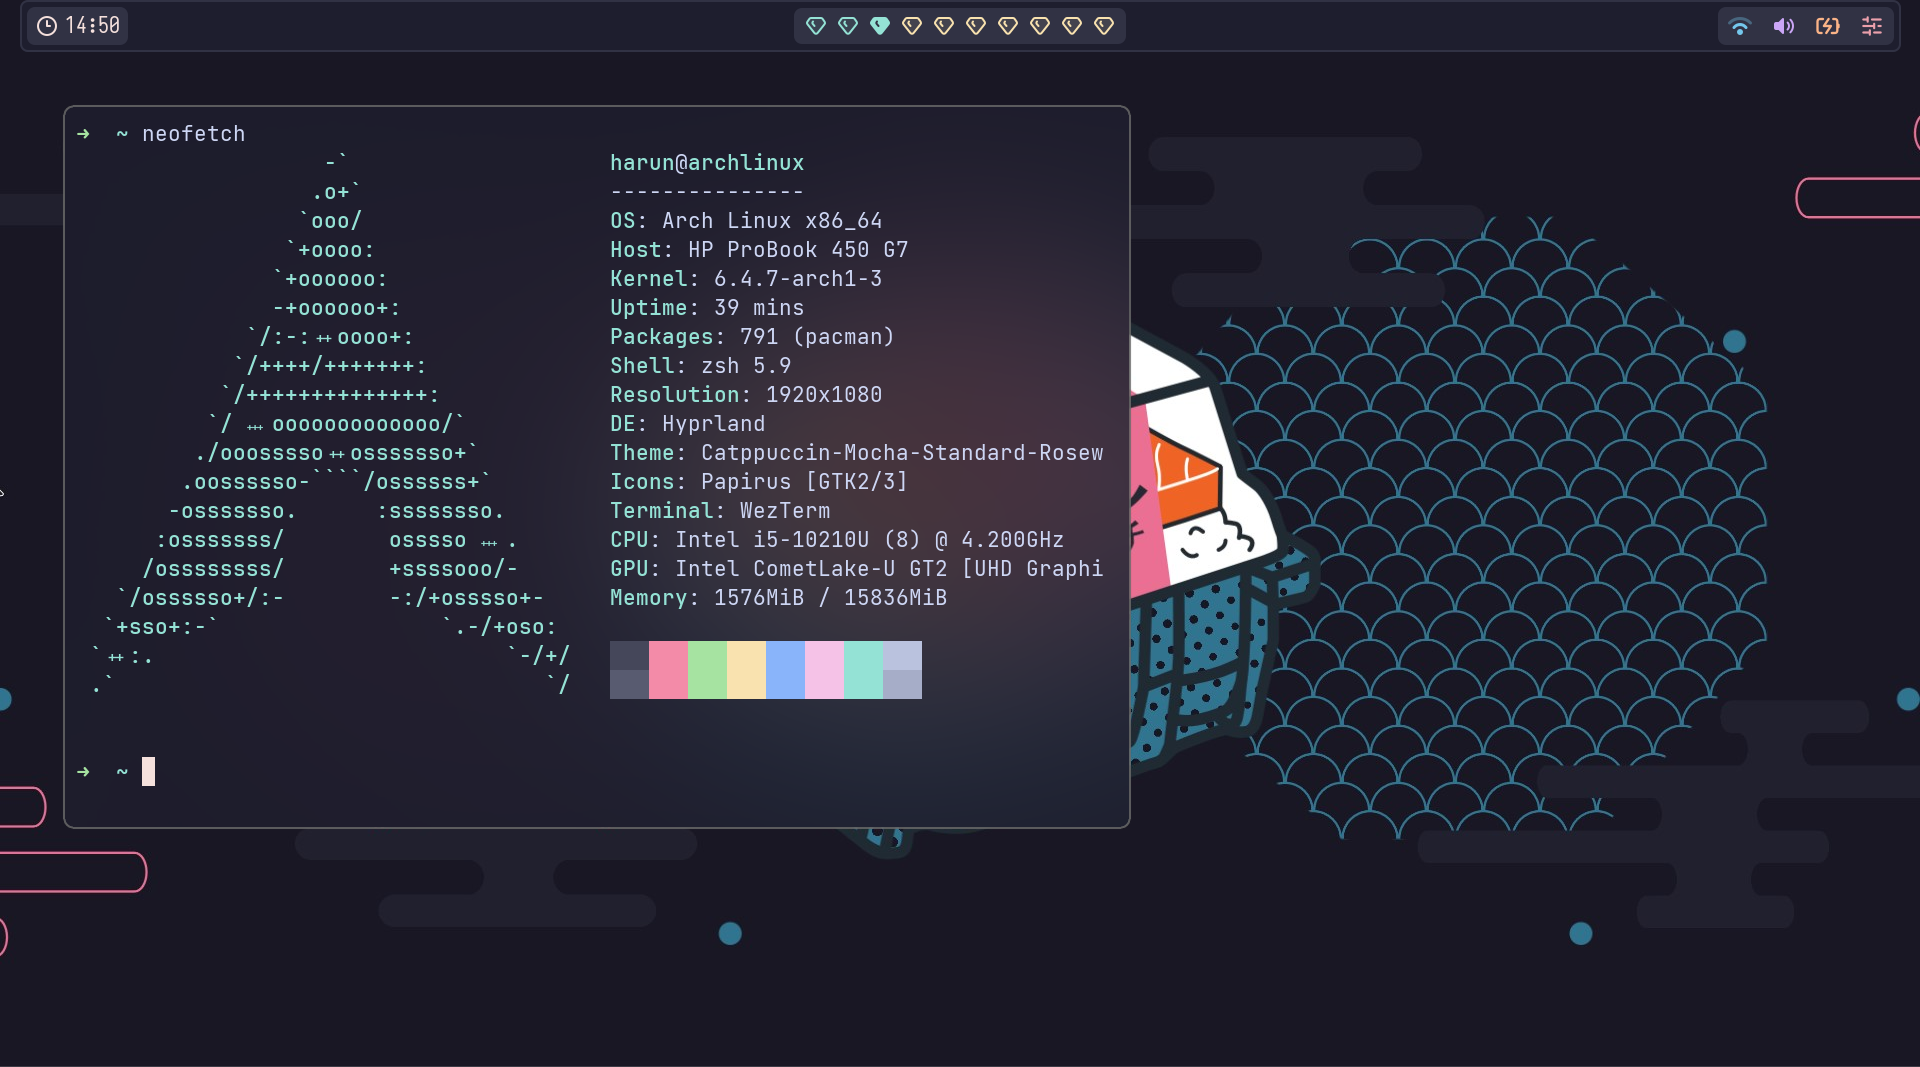 14:50
→ ~ neofetch
                   -`
                  .o+`
                 `ooo/
                `+oooo:
               `+oooooo:
               -+oooooo+:
             `/:-:++oooo+:
            `/++++/+++++++:
           `/++++++++++++++:
          `/+++ooooooooooooo/`
         ./ooosssso++osssssso+`
        .oossssso-````/ossssss+`
       -osssssso.      :ssssssso.
      :osssssss/        osssso+++.
     /ossssssss/        +ssssooo/-
   `/ossssso+/:-        -:/+osssso+-
  `+sso+:-`                 `.-/+oso:
 `++:.                           `-/+/
 .`                                 `/
harun@archlinux
---------------
OS: Arch Linux x86_64
Host: HP ProBook 450 G7
Kernel: 6.4.7-arch1-3
Uptime: 39 mins
Packages: 791 (pacman)
Shell: zsh 5.9
Resolution: 1920x1080
DE: Hyprland
Theme: Catppuccin-Mocha-Standard-Rosew
Icons: Papirus [GTK2/3]
Terminal: WezTerm
CPU: Intel i5-10210U (8) @ 4.200GHz
GPU: Intel CometLake-U GT2 [UHD Graphi
Memory: 1576MiB / 15836MiB
→ ~